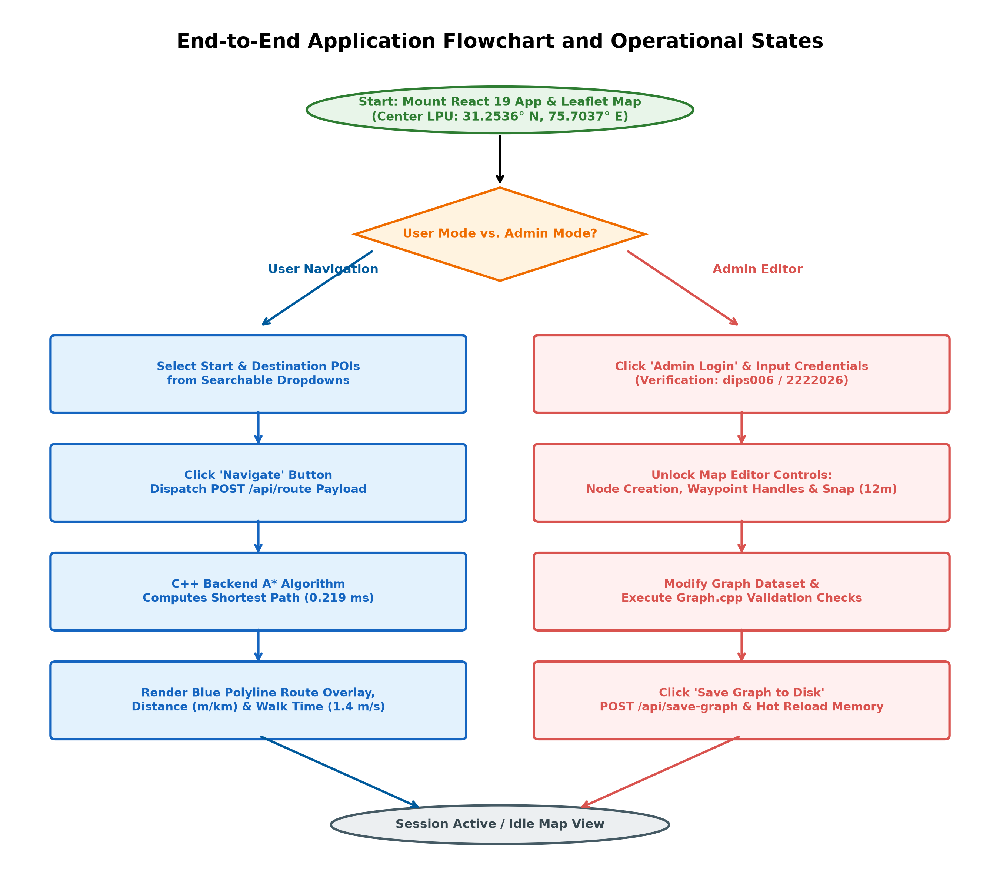 End-to-End Application Flowchart and Operational States
Start: Mount React 19 App & Leaflet Map
(Center LPU: 31.2536° N, 75.7037° E)
User Mode vs. Admin Mode?
User Navigation
Admin Editor
Select Start & Destination POIs
from Searchable Dropdowns
Click 'Navigate' Button
Dispatch POST /api/route Payload
C++ Backend A* Algorithm
Computes Shortest Path (0.219 ms)
Render Blue Polyline Route Overlay,
Distance (m/km) & Walk Time (1.4 m/s)
Click 'Admin Login' & Input Credentials
(Verification: dips006 / 2222026)
Unlock Map Editor Controls:
Node Creation, Waypoint Handles & Snap (12m)
Modify Graph Dataset &
Execute Graph.cpp Validation Checks
Click 'Save Graph to Disk'
POST /api/save-graph & Hot Reload Memory
Session Active / Idle Map View